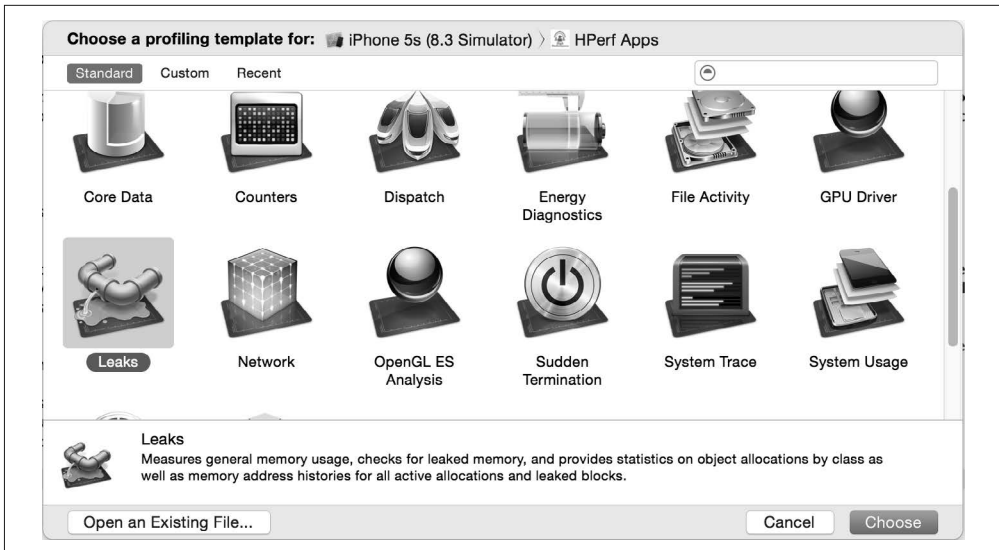 Choose a profiling template for: iPhone 5s (8.3 Simulator) 〉 HPerf Apps
Standard Custom Recent
Core Data Counters Dispatch Energy Diagnostics File Activity GPU Driver
Leaks Network OpenGL ES Analysis Sudden Termination System Trace System Usage
Leaks
Measures general memory usage, checks for leaked memory, and provides statistics on object allocations by class as
well as memory address histories for all active allocations and leaked blocks.
Open an Existing File... Cancel Choose